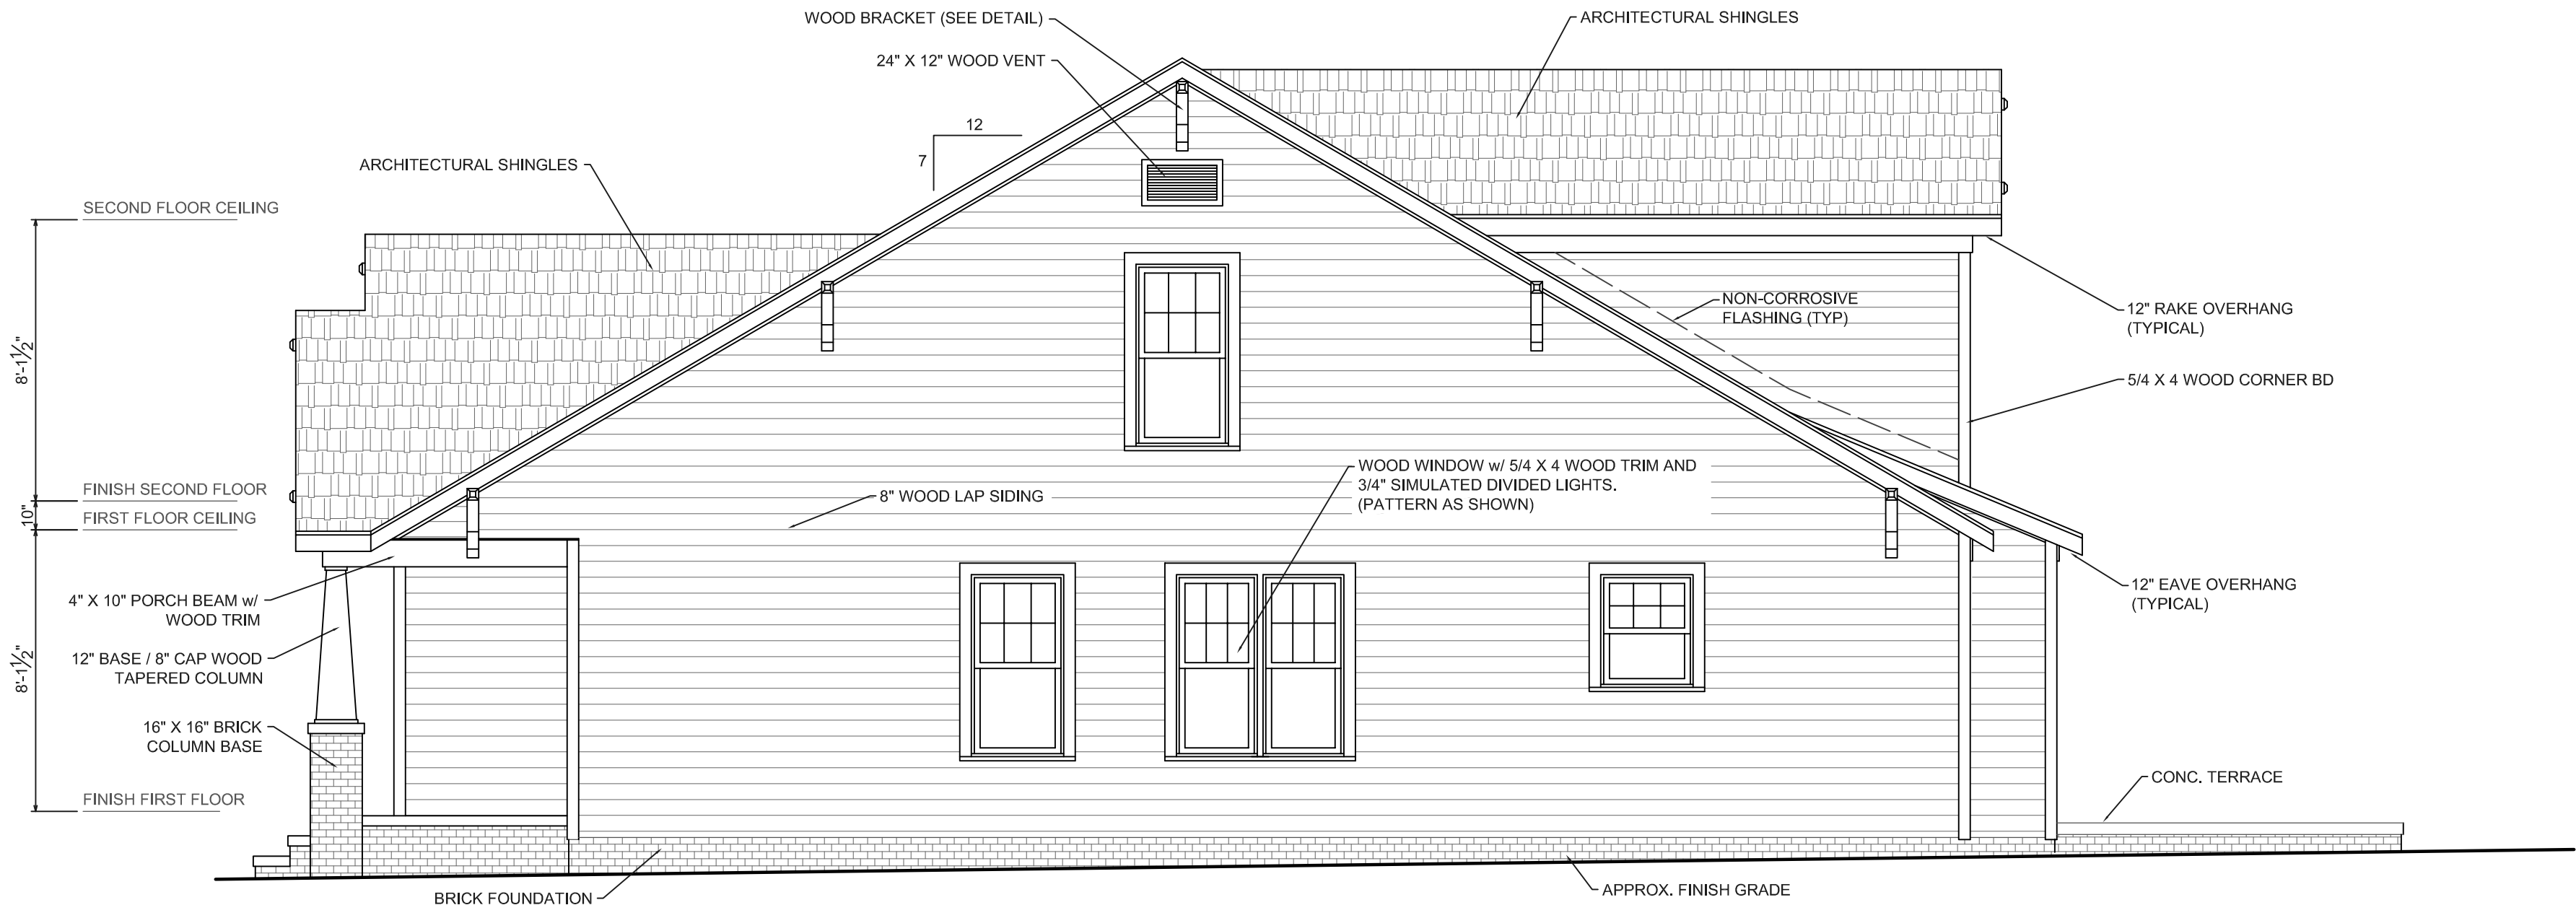 WOOD BRACKET (SEE DETAIL)
ARCHITECTURAL SHINGLES
24" X 12" WOOD VENT
12
7
ARCHITECTURAL SHINGLES
SECOND FLOOR CEILING
NON-CORROSIVE
FLASHING (TYP)
12" RAKE OVERHANG
(TYPICAL)
8'-1½"
5/4 X 4 WOOD CORNER BD
WOOD WINDOW w/ 5/4 X 4 WOOD TRIM AND
3/4" SIMULATED DIVIDED LIGHTS.
(PATTERN AS SHOWN)
FINISH SECOND FLOOR
8" WOOD LAP SIDING
10"
FIRST FLOOR CEILING
12" EAVE OVERHANG
(TYPICAL)
4" X 10" PORCH BEAM w/
WOOD TRIM
8'-1½"
12" BASE / 8" CAP WOOD
TAPERED COLUMN
16" X 16" BRICK
COLUMN BASE
CONC. TERRACE
FINISH FIRST FLOOR
BRICK FOUNDATION
APPROX. FINISH GRADE